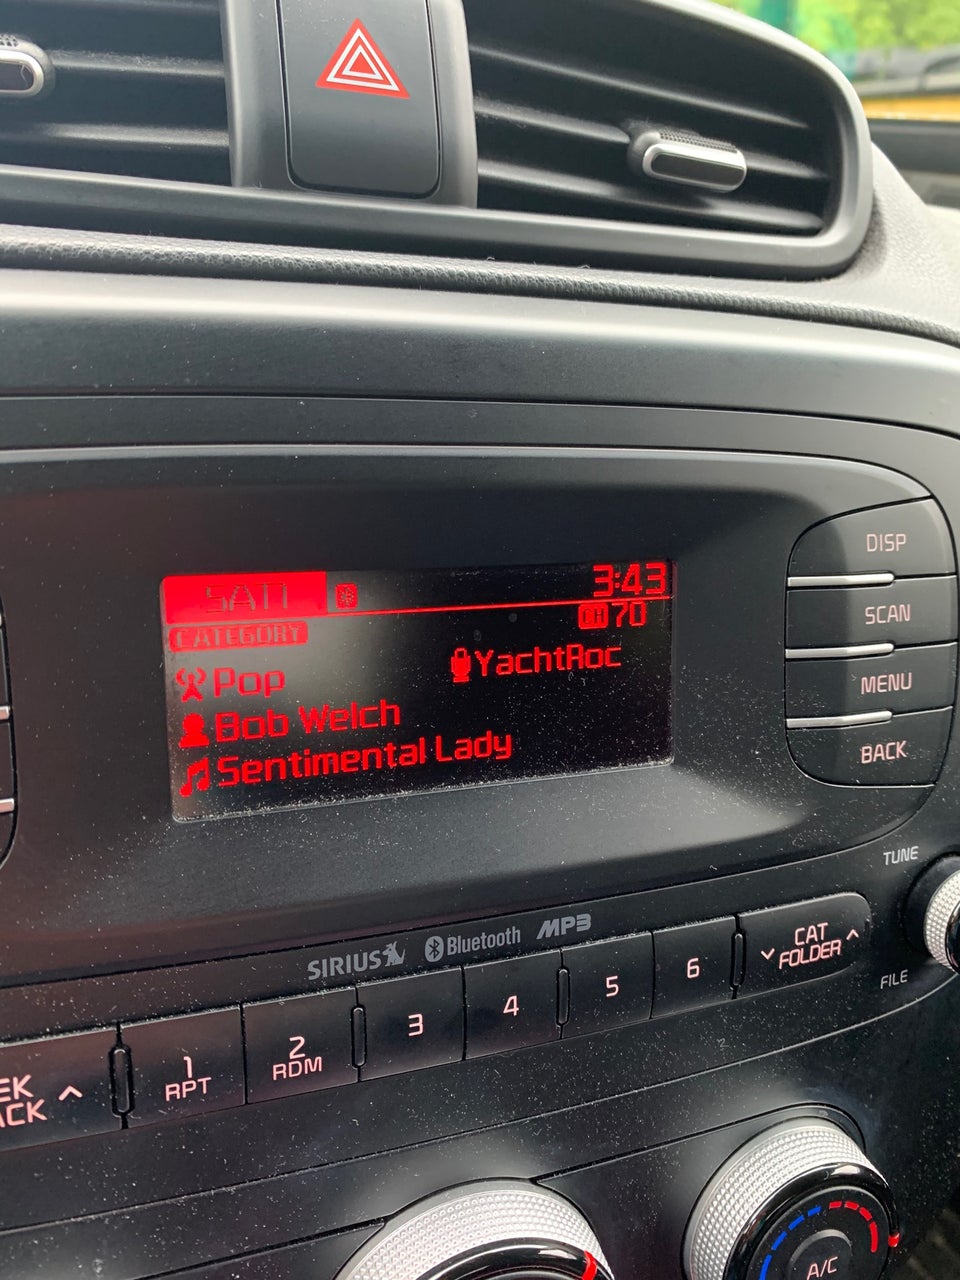 SAT1
3:43
CATEGORY
CH 70
Pop
YachtRoc
Bob Welch
Sentimental Lady
DISP
SCAN
MENU
BACK
TUNE
FILE
SIRIUS
Bluetooth
MP3
1
RPT
2
RDM
3
4
5
6
CAT
FOLDER
A/C